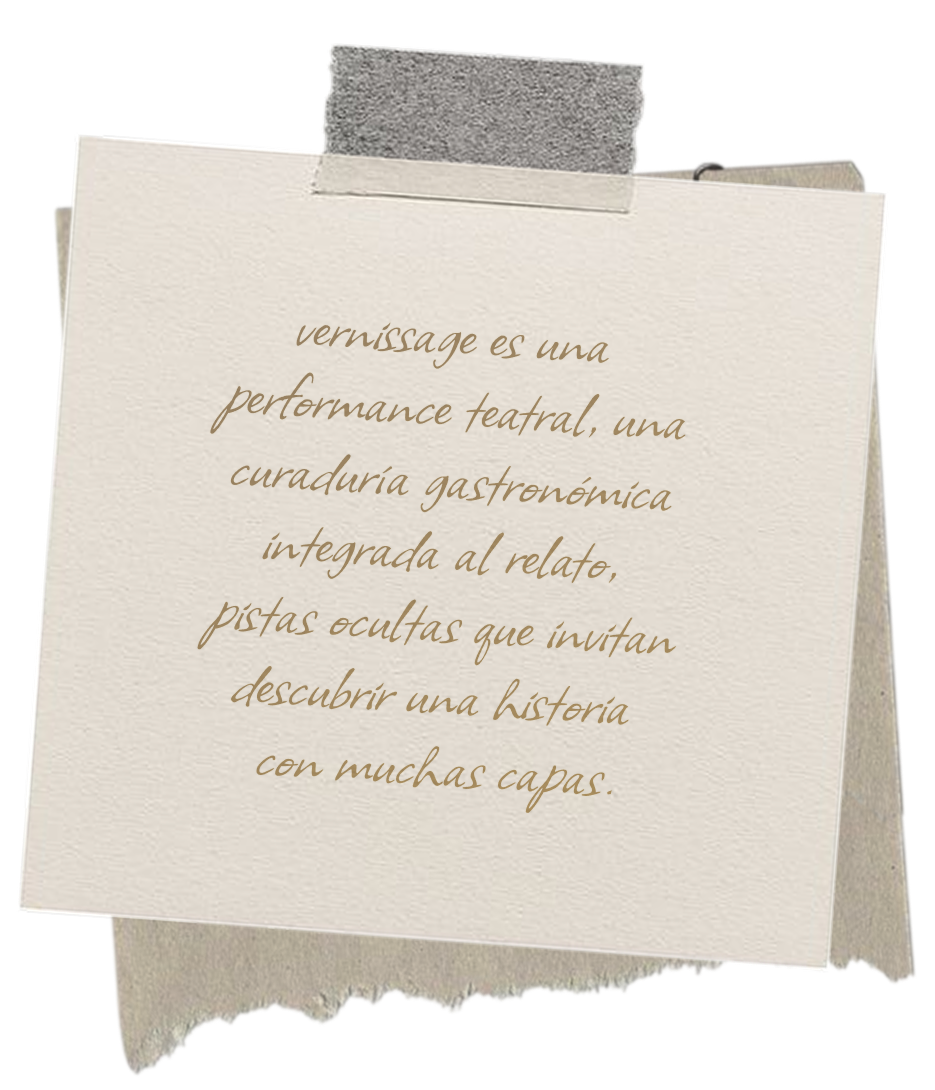 vernissage es una
performance teatral, una
curaduría gastronómica
integrada al relato,
pistas ocultas que invitan
descubrir una historia
con muchas capas.